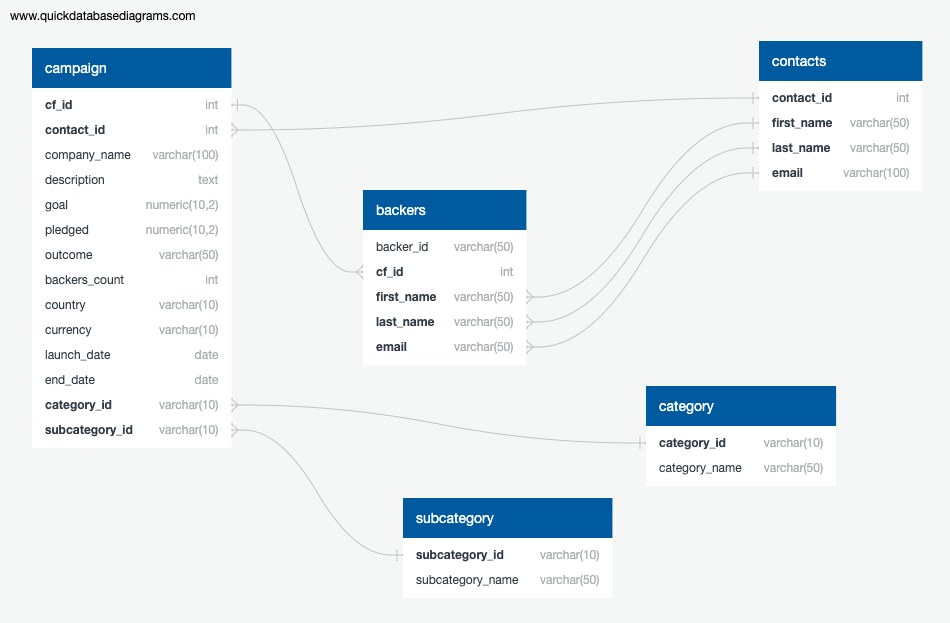 www.quickdatabasediagrams.com
campaign
cf_id int
contact_id int
company_name varchar(100)
description text
goal numeric(10,2)
pledged numeric(10,2)
outcome varchar(50)
backers_count int
country varchar(10)
currency varchar(10)
launch_date date
end_date date
category_id varchar(10)
subcategory_id varchar(10)
contacts
contact_id int
first_name varchar(50)
last_name varchar(50)
email varchar(100)
backers
backer_id varchar(50)
cf_id int
first_name varchar(50)
last_name varchar(50)
email varchar(50)
category
category_id varchar(10)
category_name varchar(50)
subcategory
subcategory_id varchar(10)
subcategory_name varchar(50)